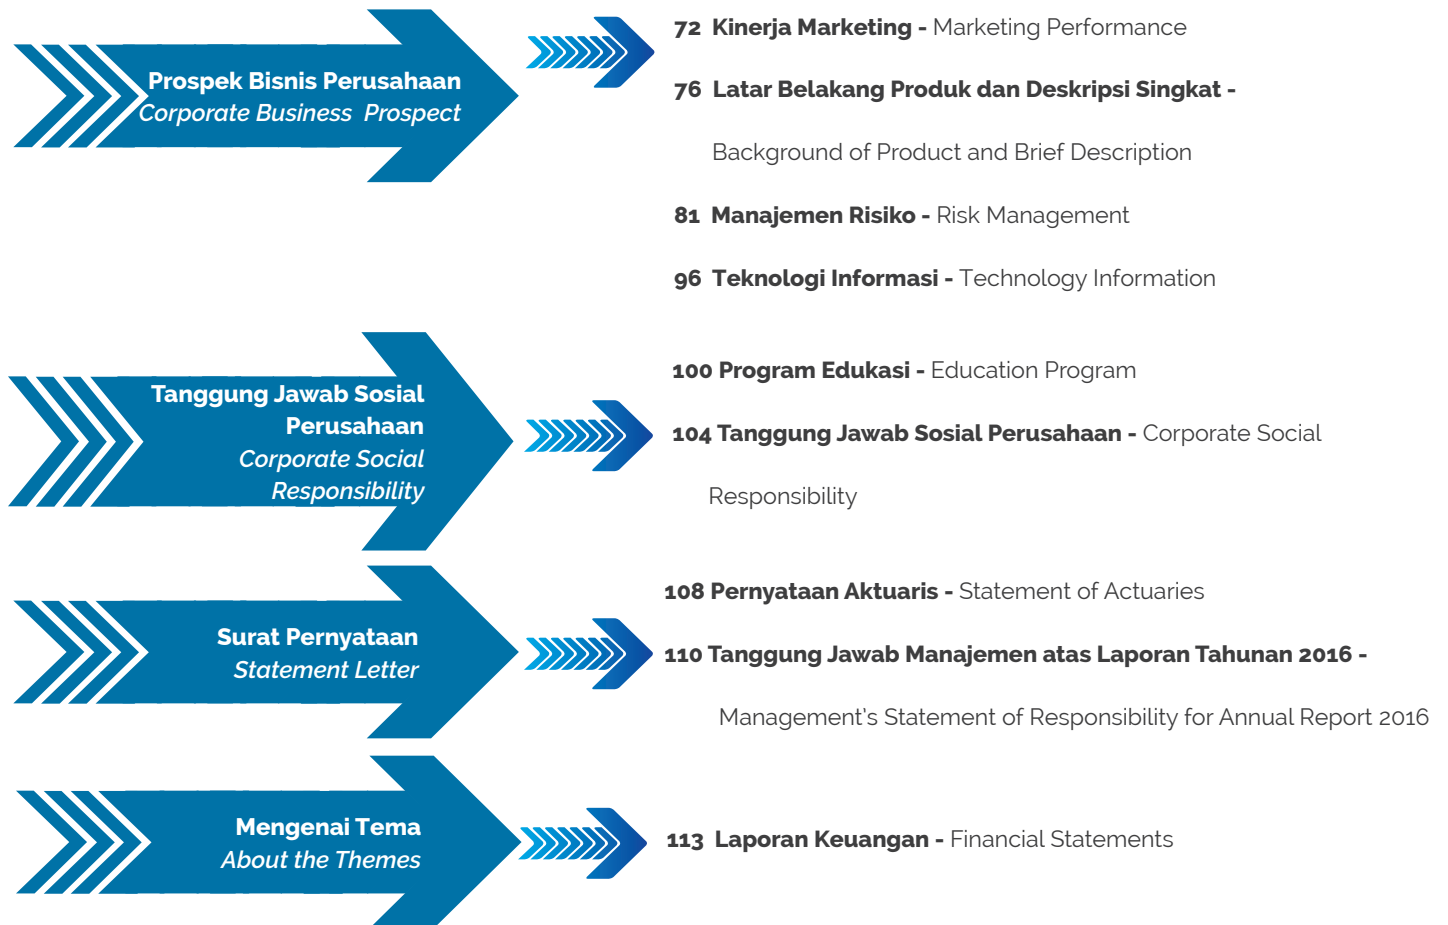 Prospek Bisnis Perusahaan
Corporate Business Prospect
72 Kinerja Marketing - Marketing Performance
76 Latar Belakang Produk dan Deskripsi Singkat -
Background of Product and Brief Description
81 Manajemen Risiko - Risk Management
96 Teknologi Informasi - Technology Information
Tanggung Jawab Sosial
Perusahaan
Corporate Social
Responsibility
100 Program Edukasi - Education Program
104 Tanggung Jawab Sosial Perusahaan - Corporate Social
Responsibility
Surat Pernyataan
Statement Letter
108 Pernyataan Aktuaris - Statement of Actuaries
110 Tanggung Jawab Manajemen atas Laporan Tahunan 2016 -
Management's Statement of Responsibility for Annual Report 2016
Mengenai Tema
About the Themes
113 Laporan Keuangan - Financial Statements